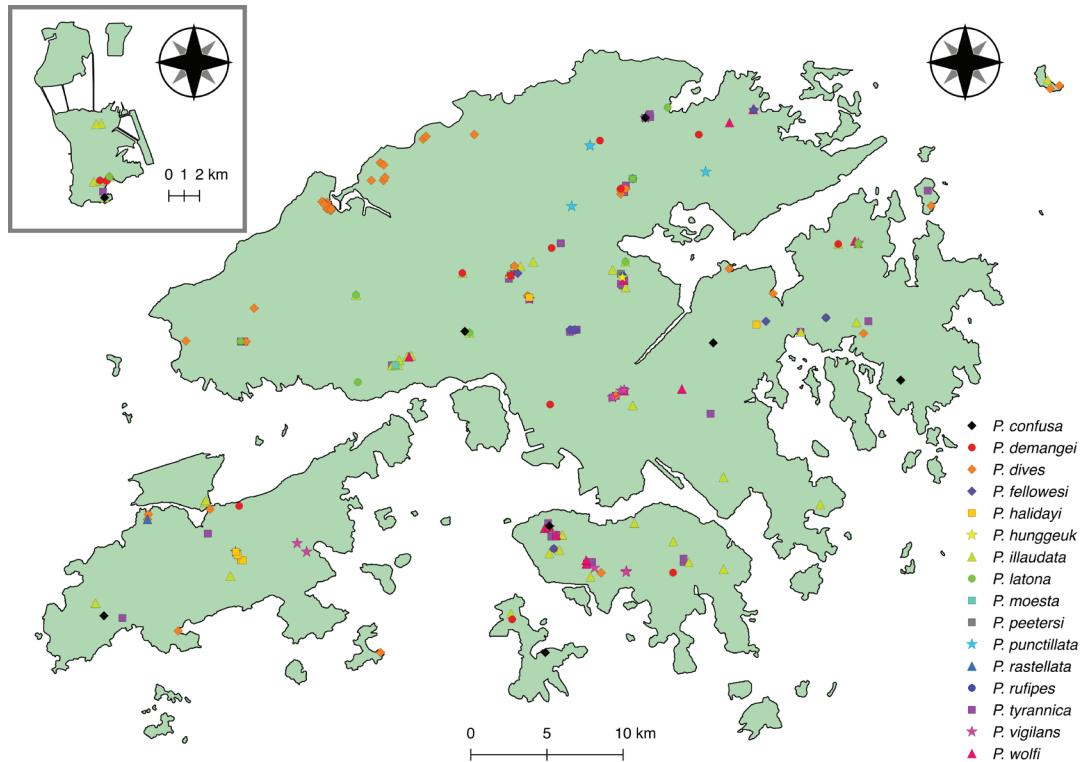 0 1 2 km
P. confusa
P. demangei
P. dives
P. fellowesi
P. halidayi
P. hunggeuk
P. illaudata
P. latona
P. moesta
P. peetersi
P. punctillata
P. rastellata
P. rufipes
P. tyrannica
P. vigilans
P. wolfi
0 5 10 km